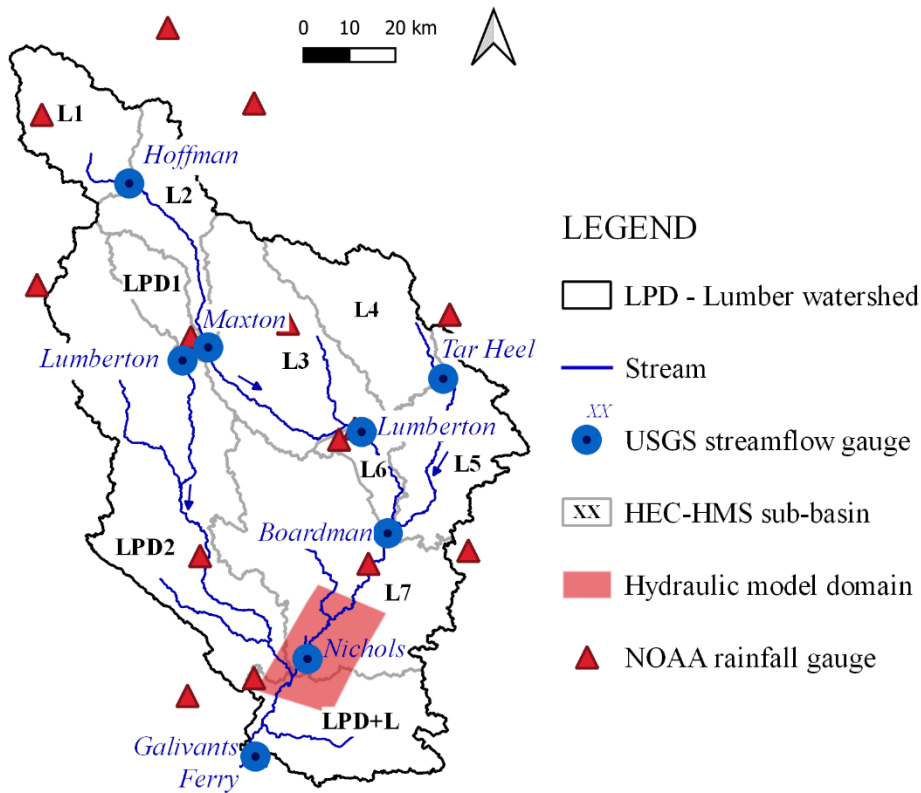 0 10 20 km
L1
Hoffman
L2
LPD1
L4
Maxton
Lumberton
L3
Tar Heel
Lumberton
L6
L5
Boardman
LPD2
L7
Nichols
LPD+L
Galivants
Ferry
LEGEND
LPD - Lumber watershed
Stream
XX
USGS streamflow gauge
XX HEC-HMS sub-basin
Hydraulic model domain
NOAA rainfall gauge